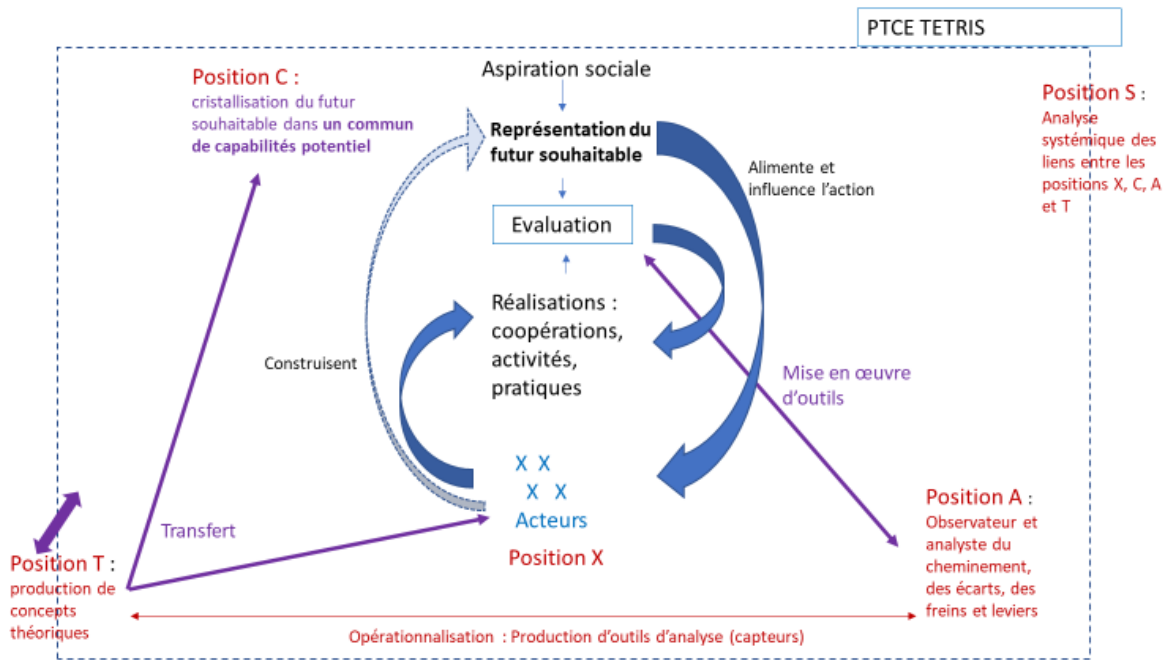 PTCE TETRIS
Aspiration sociale
Position C :
cristallisation du futur
souhaitable dans un commun
de capabilités potentiel
Représentation du
futur souhaitable
Position S :
Analyse
systémique des
liens entre les
positions X, C, A
et T
Alimente et
influence l'action
Evaluation
Réalisations :
coopérations,
activités,
pratiques
Construisent
Mise en œuvre
d'outils
X X
X X
Acteurs
Position X
Transfert
Position A :
Observateur et
analyste du
cheminement,
des écarts, des
freins et leviers
Position T :
production de
concepts
théoriques
Opérationnalisation : Production d'outils d'analyse (capteurs)